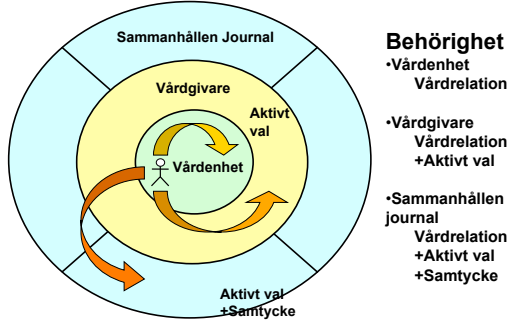 Sammanhållen Journal
Vårdgivare
Aktivt
val
Vårdenhet
Aktivt val
+Samtycke
Behörighet
•Vårdenhet
Vårdrelation
•Vårdgivare
Vårdrelation
+Aktivt val
•Sammanhållen
journal
Vårdrelation
+Aktivt val
+Samtycke